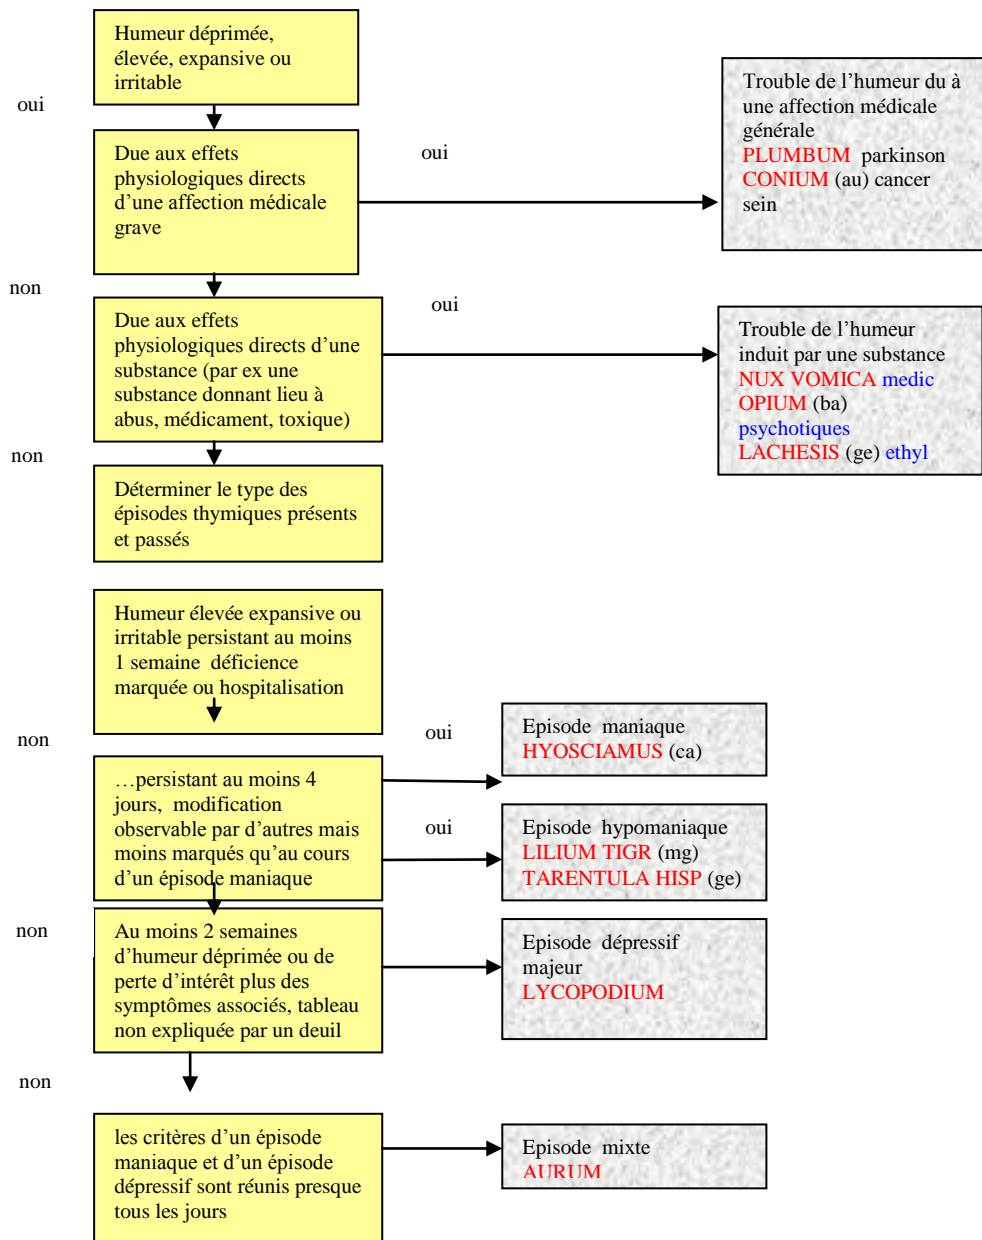 Humeur déprimée,
élevée, expansive ou
irritable
oui
Due aux effets
physiologiques directs
d'une affection médicale
grave
oui
Trouble de l'humeur du à
une affection médicale
générale
PLUMBUM parkinson
CONIUM (au) cancer
sein
non
Due aux effets
physiologiques directs d'une
substance (par ex une
substance donnant lieu à
abus, médicament, toxique)
oui
Trouble de l'humeur
induit par une substance
NUX VOMICA medic
OPIUM (ba)
psychotiques
LACHESIS (ge) ethyl
non
Déterminer le type des
épisodes thymiques présents
et passés
Humeur élevée expansive ou
irritable persistant au moins
1 semaine déficience
marquée ou hospitalisation
oui
Episode maniaque
HYOSCIAMUS (ca)
non
…persistant au moins 4
jours, modification
observable par d'autres mais
moins marqués qu'au cours
d'un épisode maniaque
oui
Episode hypomaniaque
LILIUM TIGR (mg)
TARENTULA HISP (ge)
non
Au moins 2 semaines
d'humeur déprimée ou de
perte d'intérêt plus des
symptômes associés, tableau
non expliquée par un deuil
Episode dépressif
majeur
LYCOPODIUM
non
les critères d'un épisode
maniaque et d'un épisode
dépressif sont réunis presque
tous les jours
Episode mixte
AURUM